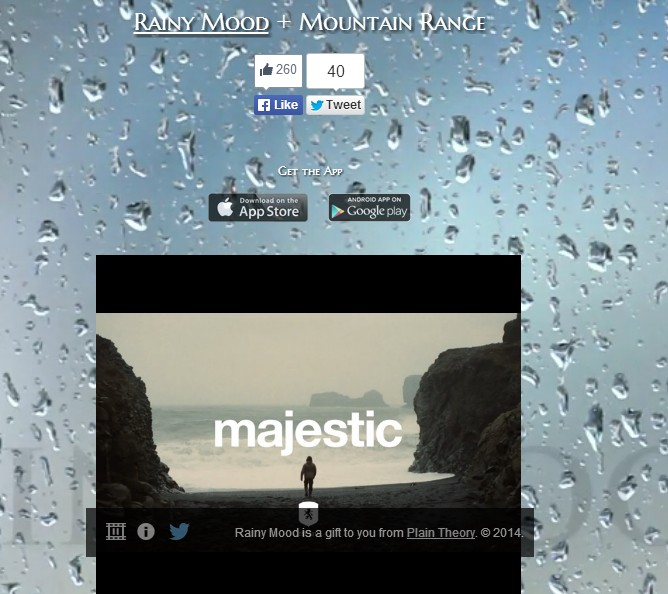 Rainy Mood + Mountain Range
260
40
Like
Tweet
Get the App
Download on the
App Store
ANDROID APP ON
Google play
majestic
Rainy Mood is a gift to you from Plain Theory. © 2014.